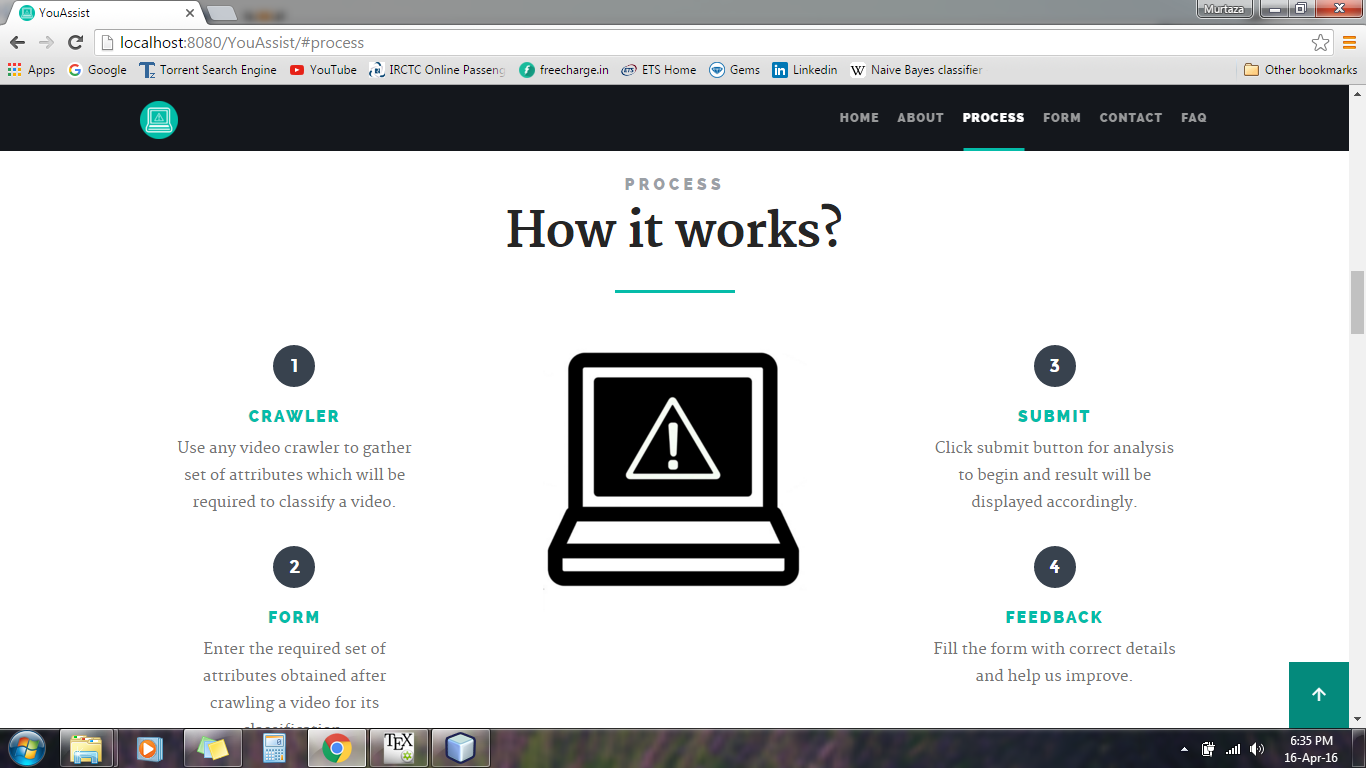 YouAssist
Murtaza
localhost:8080/YouAssist/#process
Apps
Google
Torrent Search Engine
YouTube
IRCTC Online Passeng
freecharge.in
ETS Home
Gems
Linkedin
Naive Bayes classifier
Other bookmarks
HOME
ABOUT
PROCESS
FORM
CONTACT
FAQ
PROCESS
How it works?
1
CRAWLER
Use any video crawler to gather
set of attributes which will be
required to classify a video.
2
FORM
Enter the required set of
attributes obtained after
crawling a video for its
classification.
3
SUBMIT
Click submit button for analysis
to begin and result will be
displayed accordingly.
4
FEEDBACK
Fill the form with correct details
and help us improve.
TEX
6:35 PM
16-Apr-16